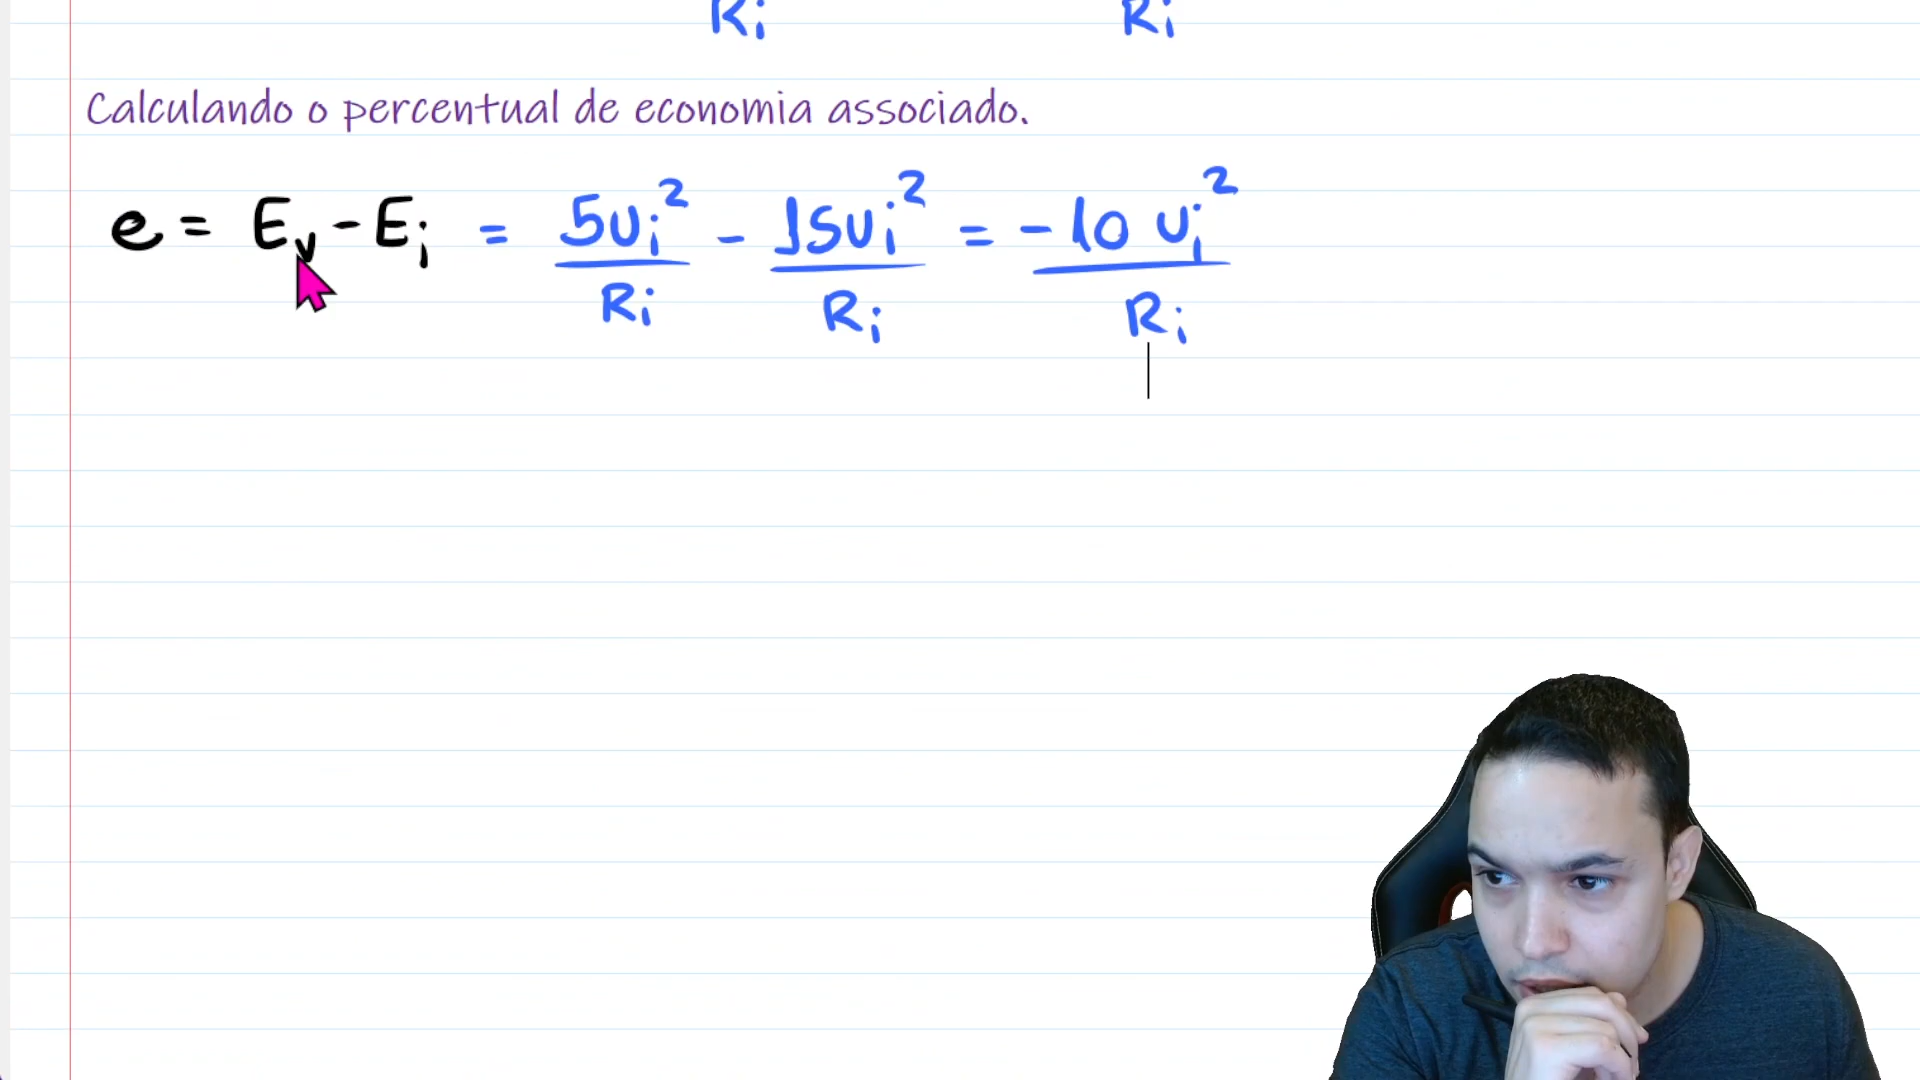 Ri Ri
Calculando o percentual de economia associado.
e = Ev - Ei = 5Ui²/Ri - 15Ui²/Ri = -10 Ui²/Ri